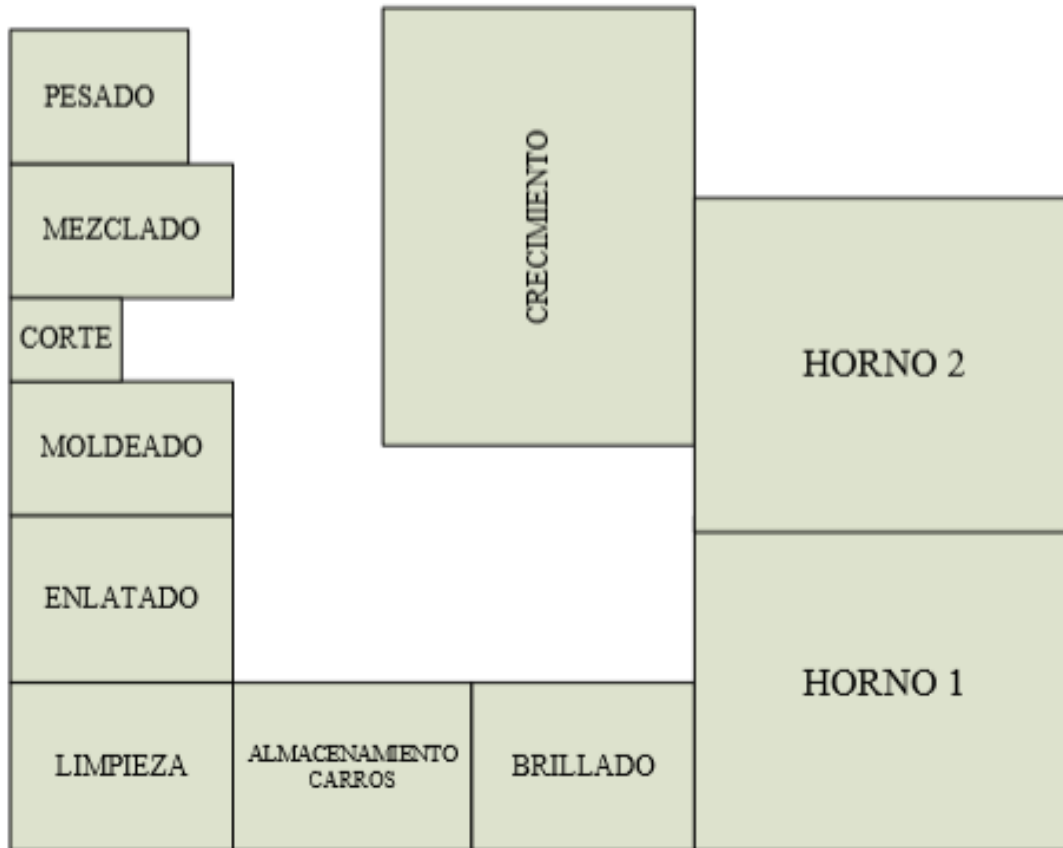 PESADO
MEZCLADO
CORTE
MOLDEADO
ENLATADO
LIMPIEZA
ALMACENAMIENTO
CARROS
BRILLADO
CRECIMIENTO
HORNO 2
HORNO 1